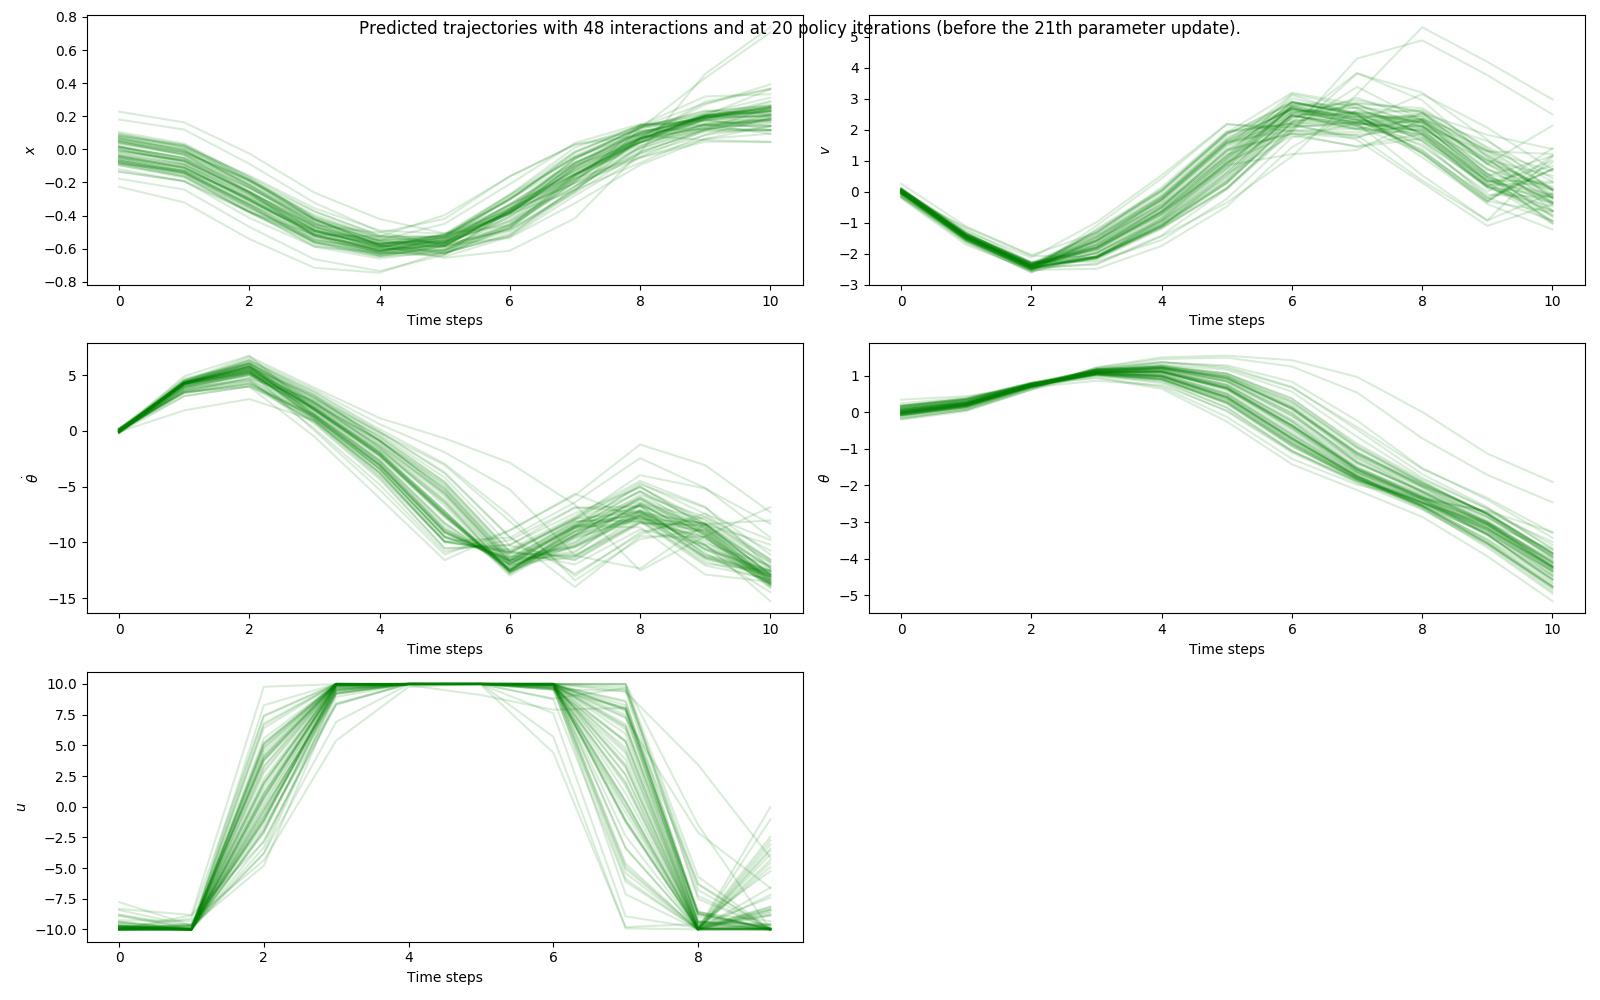 Predicted trajectories with 48 interactions and at 20 policy iterations (before the 21th parameter update).
0.8
0.6
0.4
0.2
0.0
−0.2
−0.4
−0.6
−0.8
x
0 2 4 6 8 10
Time steps
5
4
3
2
1
0
−1
−2
−3
v
0 2 4 6 8 10
Time steps
5
0
−5
−10
−15
θ̇
0 2 4 6 8 10
Time steps
1
0
−1
−2
−3
−4
−5
θ
0 2 4 6 8 10
Time steps
10.0
7.5
5.0
2.5
0.0
−2.5
−5.0
−7.5
−10.0
u
0 2 4 6 8
Time steps